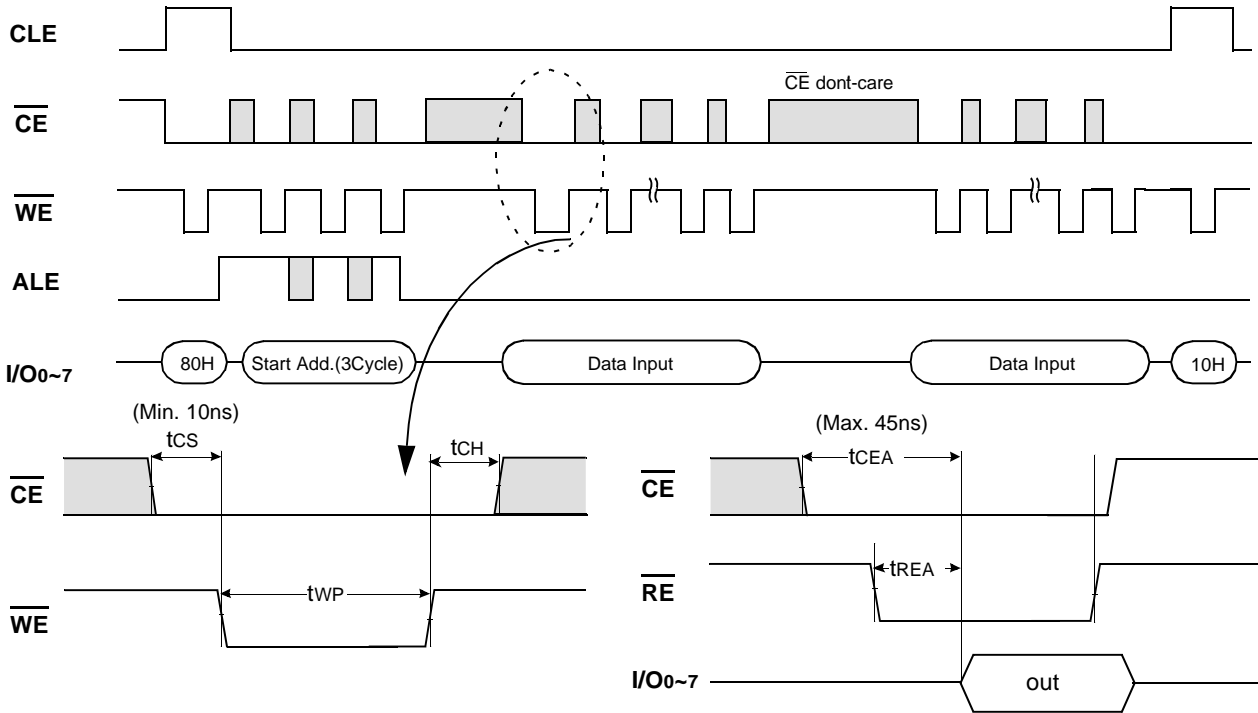 CLE
CE dont-care
CE
WE
ALE
I/O0~7
80H
Start Add.(3Cycle)
Data Input
Data Input
10H
(Min. 10ns)
tCS
tCH
CE
tWP
WE
(Max. 45ns)
tCEA
CE
tREA
RE
I/O0~7
out